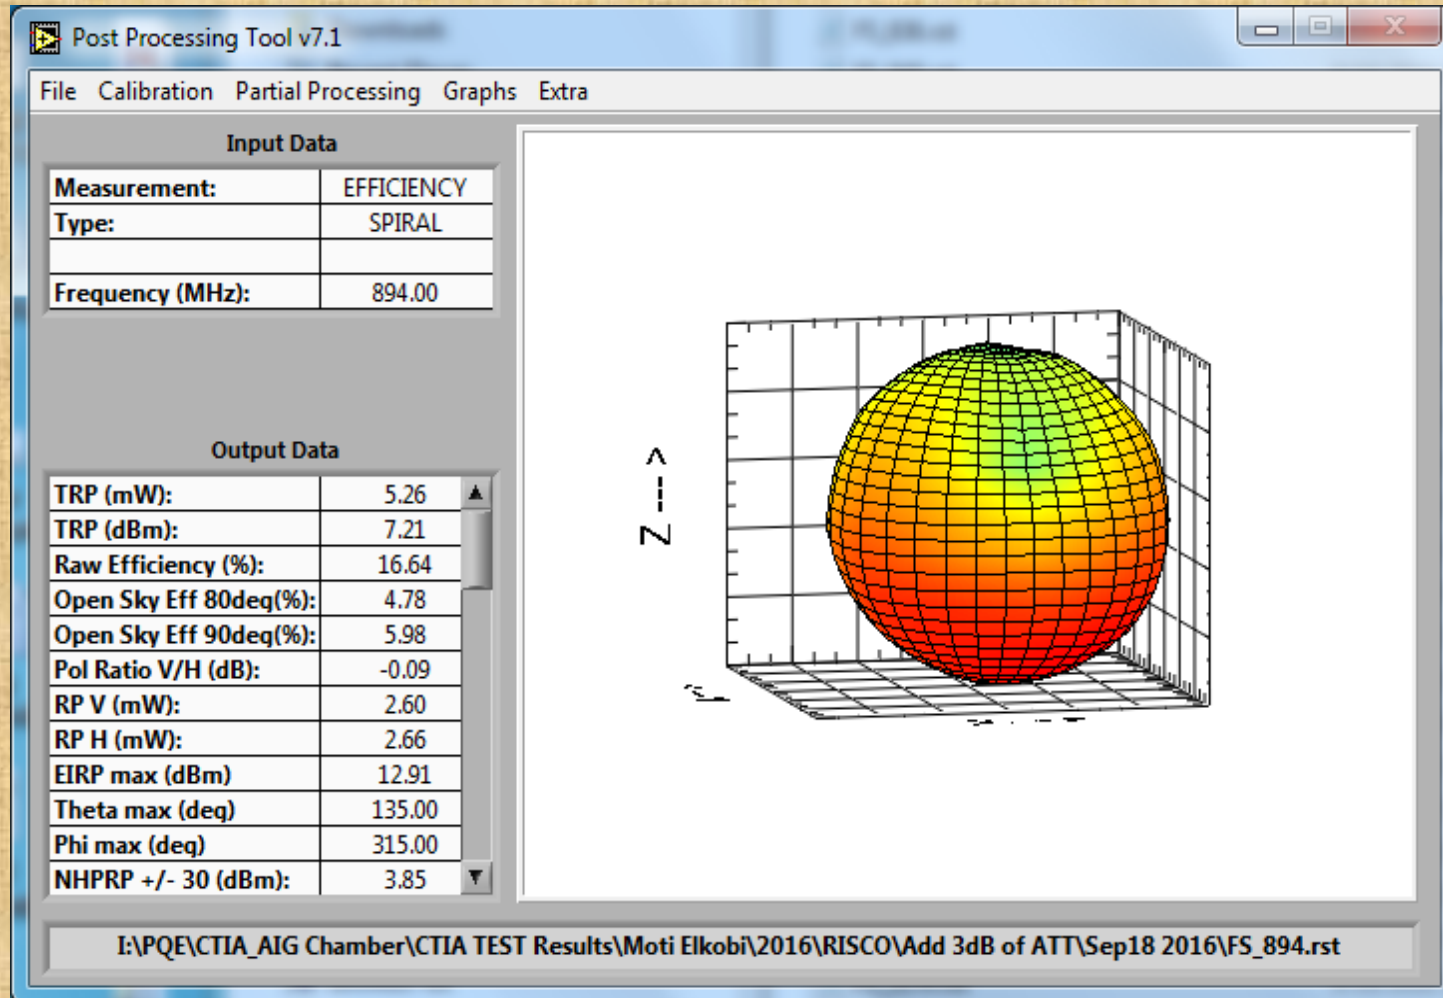 Post Processing Tool v7.1
File Calibration Partial Processing Graphs Extra
Input Data
Measurement: EFFICIENCY
Type: SPIRAL
Frequency (MHz): 894.00
Output Data
TRP (mW): 5.26
TRP (dBm): 7.21
Raw Efficiency (%): 16.64
Open Sky Eff 80deg(%): 4.78
Open Sky Eff 90deg(%): 5.98
Pol Ratio V/H (dB): -0.09
RP V (mW): 2.60
RP H (mW): 2.66
EIRP max (dBm) 12.91
Theta max (deg) 135.00
Phi max (deg) 315.00
NHPRP +/- 30 (dBm): 3.85
Z --->
I:\PQE\CTIA_AIG Chamber\CTIA TEST Results\Moti Elkobi\2016\RISCO\Add 3dB of ATT\Sep18 2016\FS_894.rst